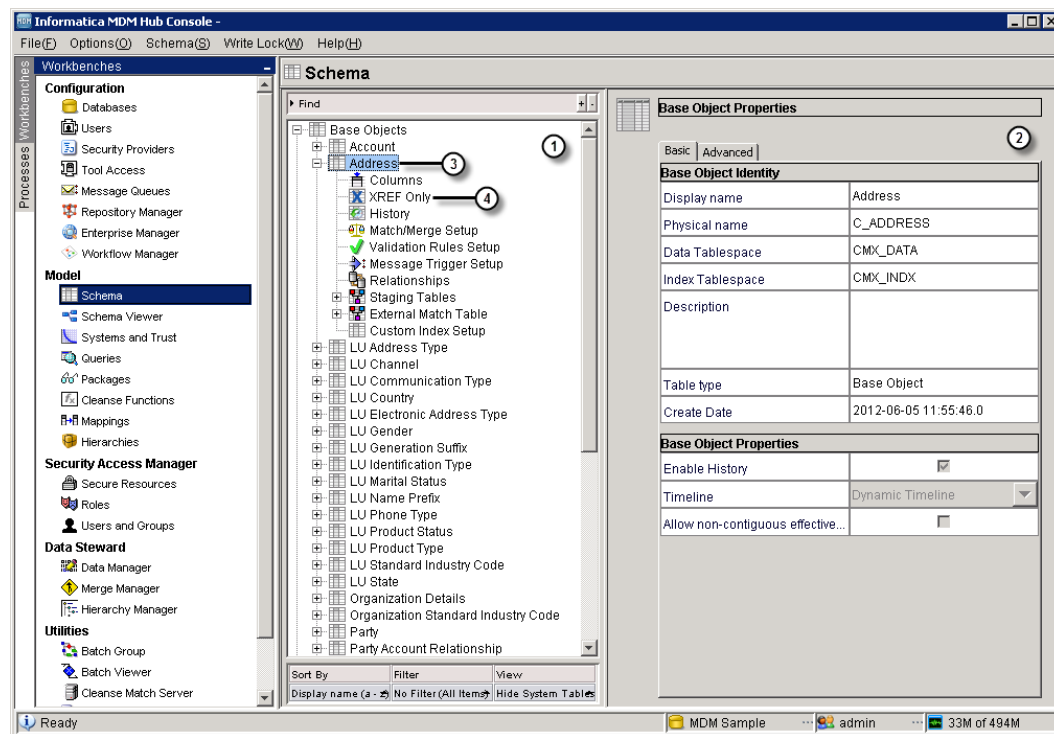 MDM Informatica MDM Hub Console -
File(F) Options(O) Schema(S) Write Lock(W) Help(H)
Workbenches
Processes
Workbenches
Configuration
Databases
Users
Security Providers
Tool Access
Message Queues
Repository Manager
Enterprise Manager
Workflow Manager
Model
Schema
Schema Viewer
Systems and Trust
Queries
Packages
Cleanse Functions
Mappings
Hierarchies
Security Access Manager
Secure Resources
Roles
Users and Groups
Data Steward
Data Manager
Merge Manager
Hierarchy Manager
Utilities
Batch Group
Batch Viewer
Cleanse Match Server
Schema
Find
Base Objects
1
Account
Address
3
Columns
XREF Only
4
History
Match/Merge Setup
Validation Rules Setup
Message Trigger Setup
Relationships
Staging Tables
External Match Table
Custom Index Setup
LU Address Type
LU Channel
LU Communication Type
LU Country
LU Electronic Address Type
LU Gender
LU Generation Suffix
LU Identification Type
LU Marital Status
LU Name Prefix
LU Phone Type
LU Product Status
LU Product Type
LU Standard Industry Code
LU State
Organization Details
Organization Standard Industry Code
Party
Party Account Relationship
Sort By Filter View
Display name (a - z) No Filter (All Items) Hide System Tables
Base Object Properties
2
Basic Advanced
Base Object Identity
Display name Address
Physical name C_ADDRESS
Data Tablespace CMX_DATA
Index Tablespace CMX_INDX
Description
Table type Base Object
Create Date 2012-06-05 11:55:46.0
Base Object Properties
Enable History
Timeline Dynamic Timeline
Allow non-contiguous effective...
Ready MDM Sample admin 33M of 494M